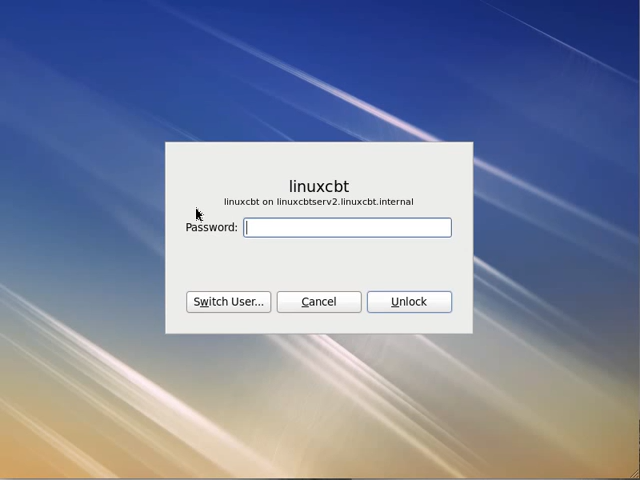 linuxcbt
linuxcbt on linuxcbtserv2.linuxcbt.internal
Password:
Switch User... Cancel Unlock